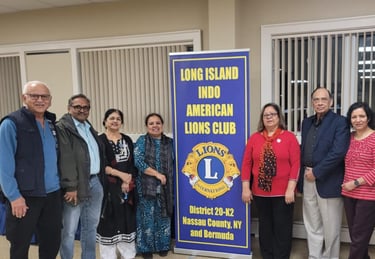 LONG ISLAND
INDO
AMERICAN
LIONS CLUB
LIONS
L
INTERNATIONAL
District 20-K2
Nassau County, NY
and Bermuda